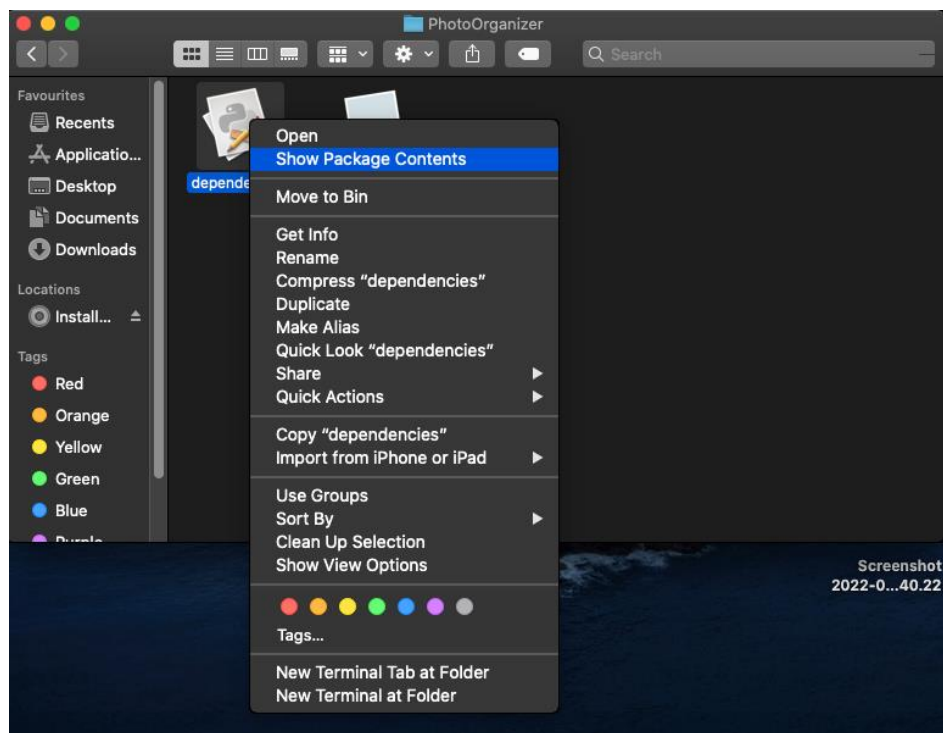 PhotoOrganizer
Search
Favourites
Recents
Applicatio...
Desktop
Documents
Downloads
Locations
Install...
Tags
Red
Orange
Yellow
Green
Blue
depende
Open
Show Package Contents
Move to Bin
Get Info
Rename
Compress “dependencies”
Duplicate
Make Alias
Quick Look “dependencies”
Share
Quick Actions
Copy “dependencies”
Import from iPhone or iPad
Use Groups
Sort By
Clean Up Selection
Show View Options
Tags...
New Terminal Tab at Folder
New Terminal at Folder
Screenshot
2022-0...40.22